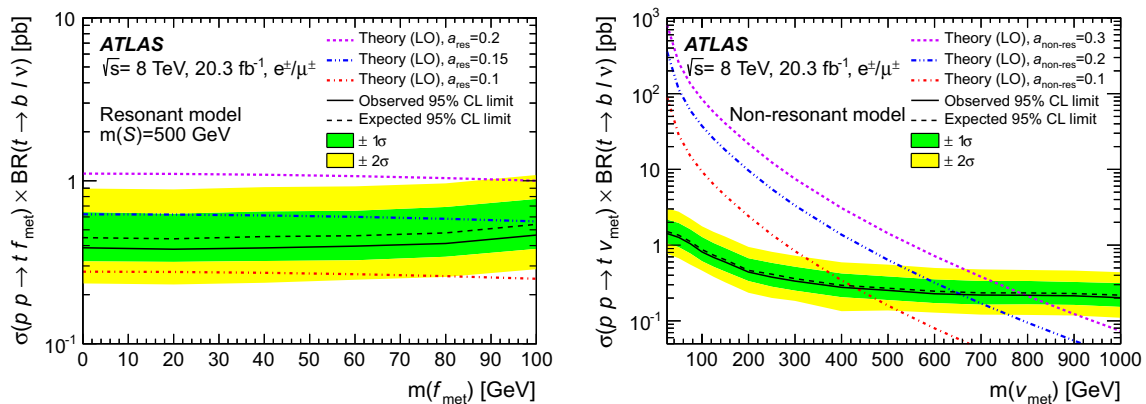 σ(p p → t f_met) × BR(t → b l ν) [pb]
10
1
10⁻¹
ATLAS
√s= 8 TeV, 20.3 fb⁻¹, e±/μ±
Resonant model
m(S)=500 GeV
Theory (LO), a_res=0.2
Theory (LO), a_res=0.15
Theory (LO), a_res=0.1
Observed 95% CL limit
Expected 95% CL limit
± 1σ
± 2σ
0 10 20 30 40 50 60 70 80 90 100
m(f_met) [GeV]
σ(p p → t v_met) × BR(t → b l ν) [pb]
10³
10²
10
1
10⁻¹
ATLAS
√s= 8 TeV, 20.3 fb⁻¹, e±/μ±
Non-resonant model
Theory (LO), a_non-res=0.3
Theory (LO), a_non-res=0.2
Theory (LO), a_non-res=0.1
Observed 95% CL limit
Expected 95% CL limit
± 1σ
± 2σ
100 200 300 400 500 600 700 800 900 1000
m(v_met) [GeV]